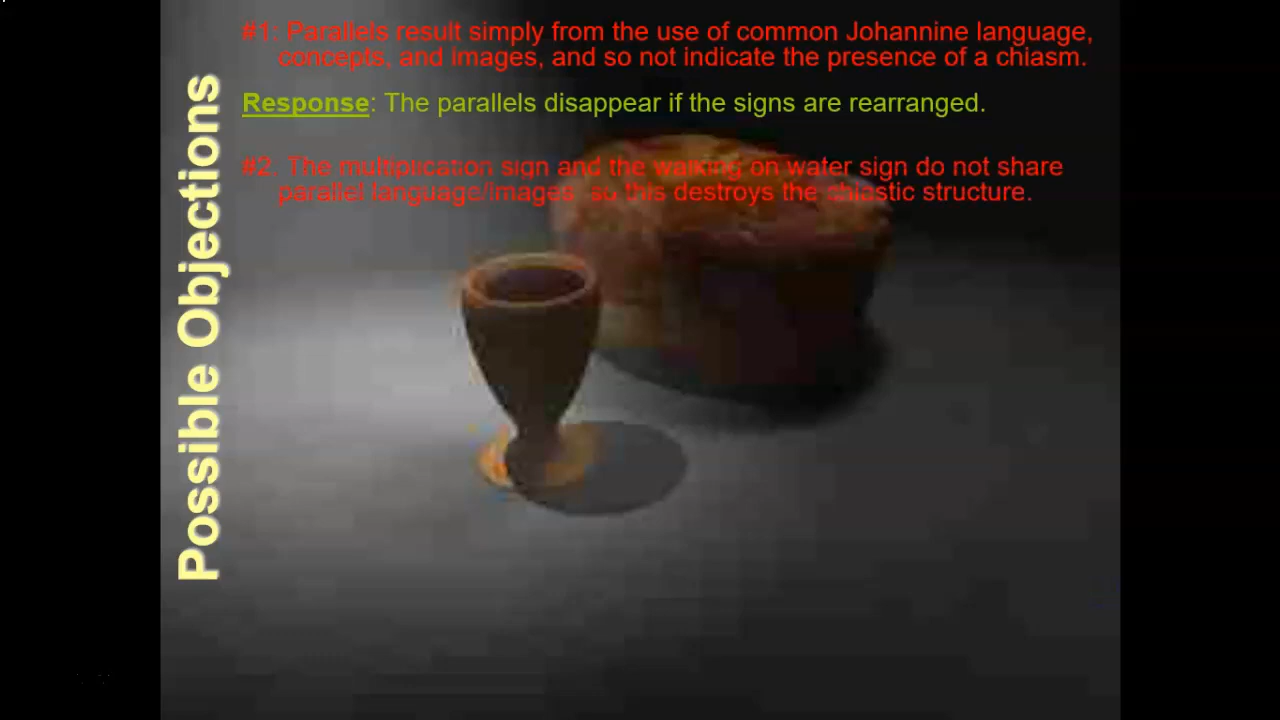 Possible Objections
#1: Parallels result simply from the use of common Johannine language,
concepts, and images, and so not indicate the presence of a chiasm.
Response: The parallels disappear if the signs are rearranged.
#2. The multiplication sign and the walking on water sign do not share
parallel language/images so this destroys the chiastic structure.